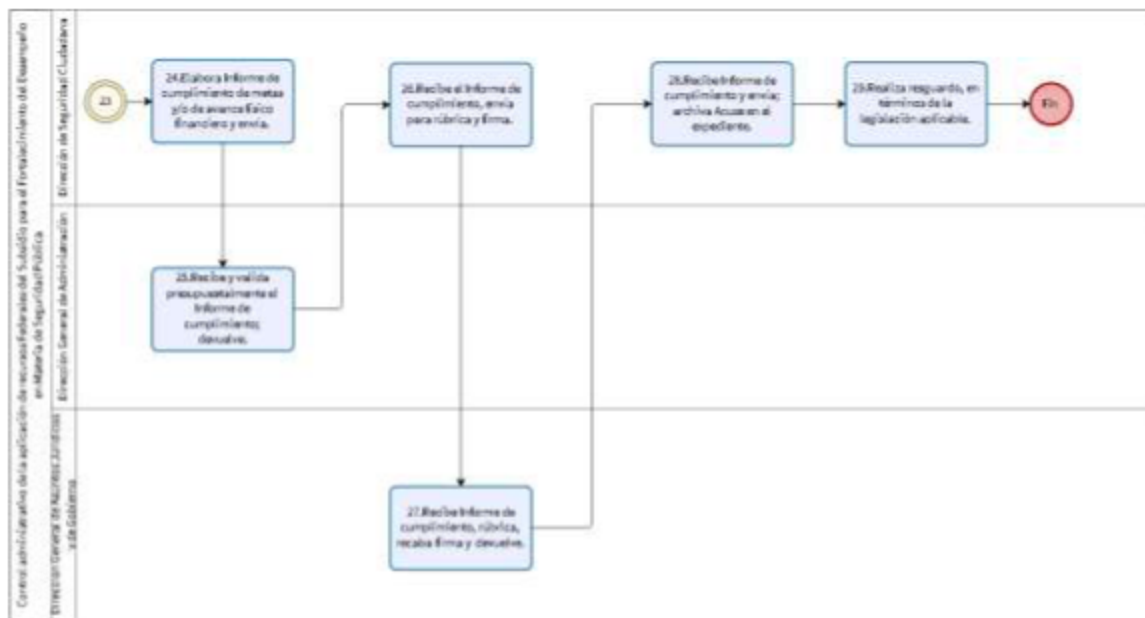 Control administrativo de la aplicación de recursos Federales del Subsidio para el Fortalecimiento del Desempeño
en Materia de Seguridad Pública
Dirección de Seguridad Ciudadana
23
24.Elabora Informe de
cumplimiento de metas
y/o de avance físico
financiero y envía.
26.Recibe el Informe de
cumplimiento, envía
para rúbrica y firma.
28.Recibe Informe de
cumplimiento y envía;
archiva Acuse en el
expediente.
29.Realiza resguardo, en
términos de la
legislación aplicable.
Fin
Dirección General de Administración
25.Recibe y valida
presupuestalmente el
Informe de
cumplimiento;
devuelve.
Dirección General de Asuntos Jurídicos
y de Gobierno
27.Recibe Informe de
cumplimiento, rúbrica,
recaba firma y devuelve.